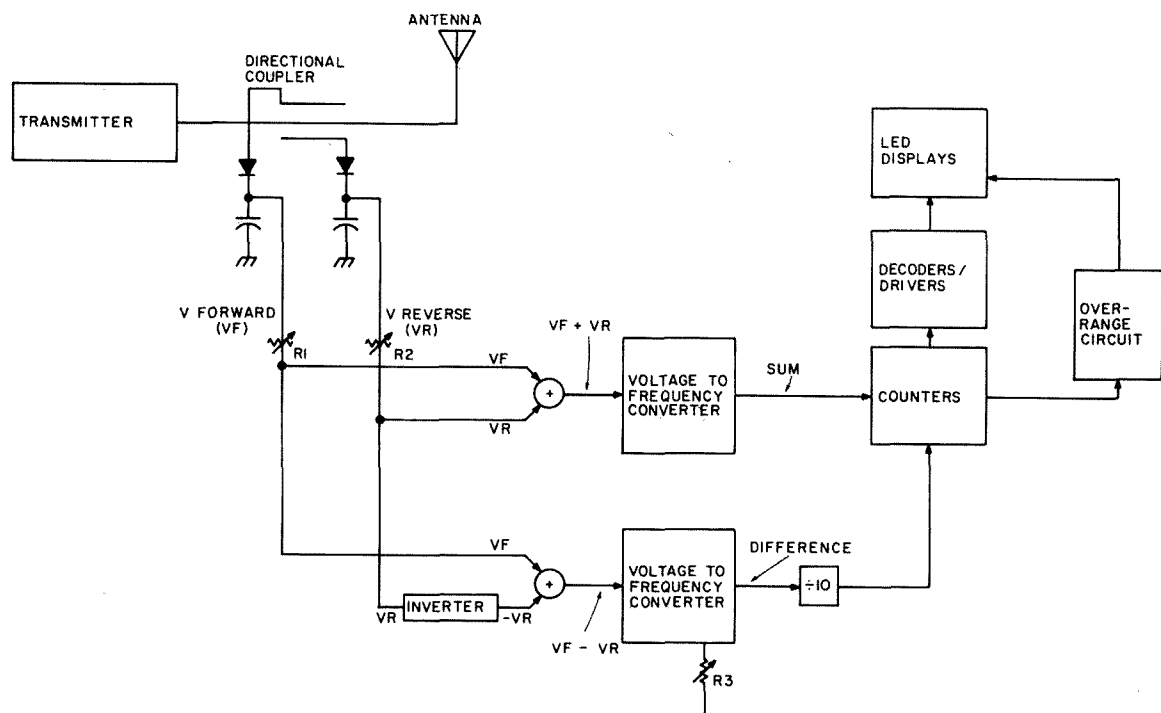 ANTENNA
DIRECTIONAL
COUPLER
TRANSMITTER
LED
DISPLAYS
DECODERS/
DRIVERS
OVER-
RANGE
CIRCUIT
V FORWARD
(VF)
V REVERSE
(VR)
R1
R2
VF
VF + VR
+
VR
VOLTAGE TO
FREQUENCY
CONVERTER
SUM
COUNTERS
VF
+
VR
INVERTER
-VR
VF - VR
VOLTAGE TO
FREQUENCY
CONVERTER
DIFFERENCE
÷10
R3